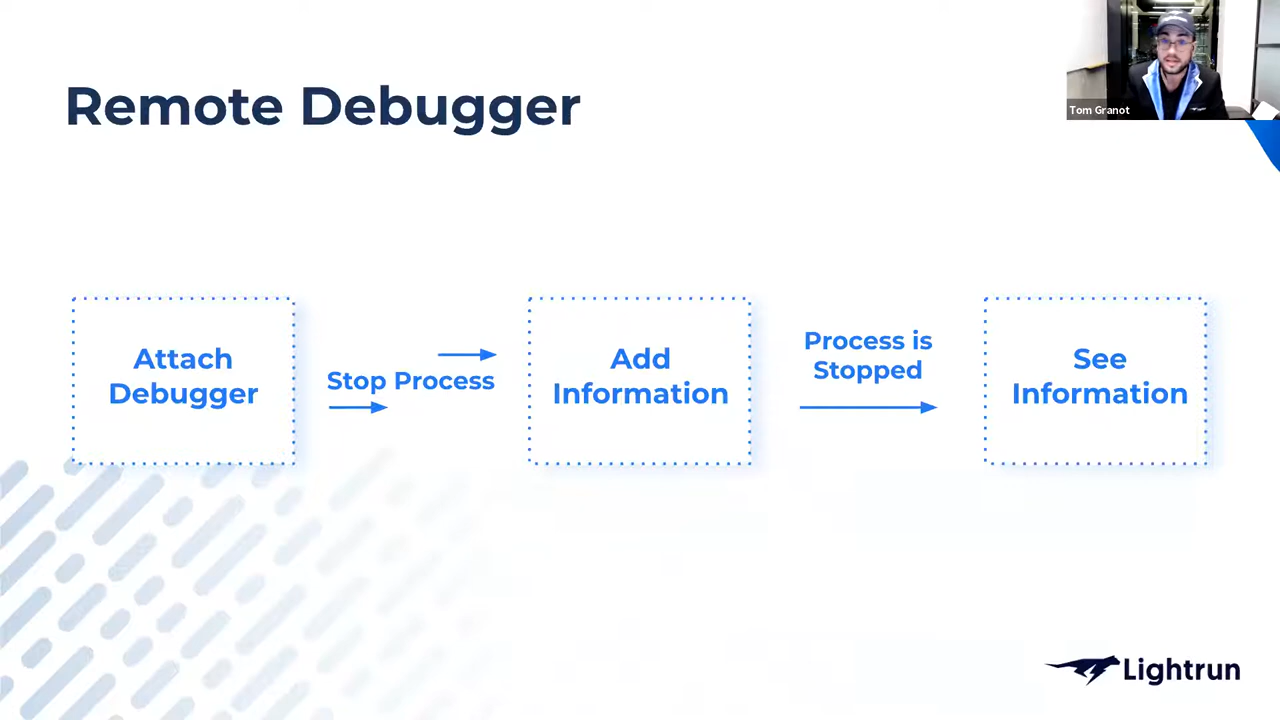 Remote Debugger
Tom Granot
Attach
Debugger
Stop Process
Add
Information
Process is
Stopped
See
Information
Lightrun